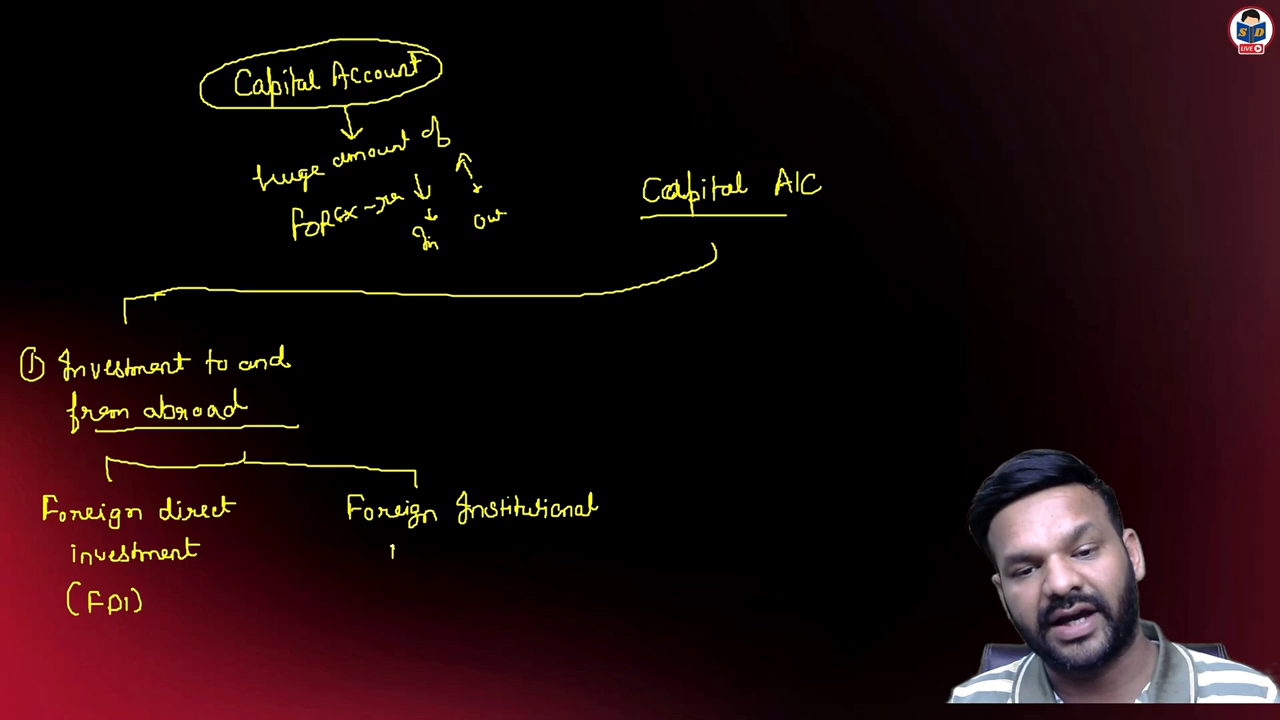 Capital Account
huge amount of
Forex
In
out
Capital A/C
① Investment to and
from abroad
Foreign direct
investment
(FDI)
Foreign Institutional
I
S D
LIVE